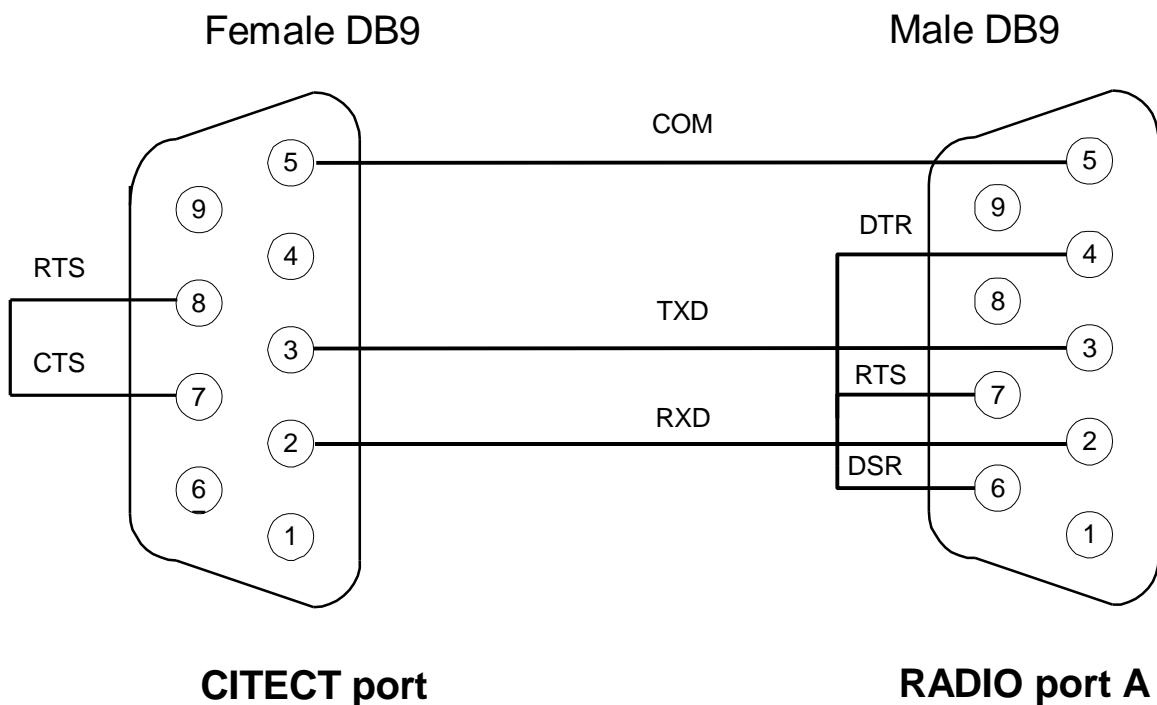 Female DB9
Male DB9
COM
5
5
9
9
DTR
4
4
RTS
8
8
TXD
3
3
CTS
7
RTS
7
RXD
2
2
DSR
6
6
1
1
CITECT port
RADIO port A